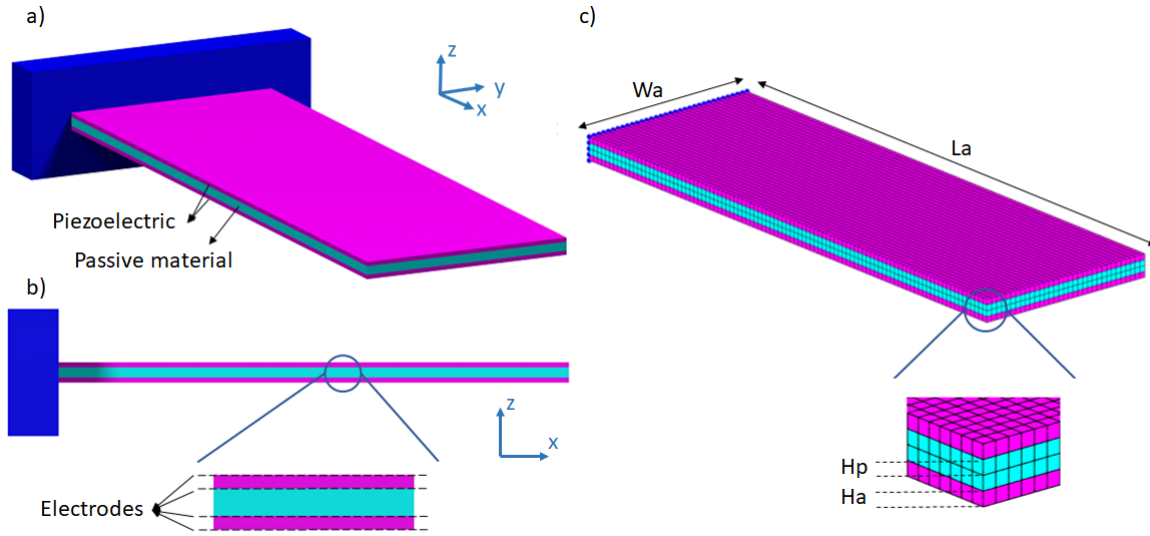 a)
z
y
x
Piezoelectric
Passive material
b)
z
x
Electrodes
c)
Wa
La
Hp
Ha